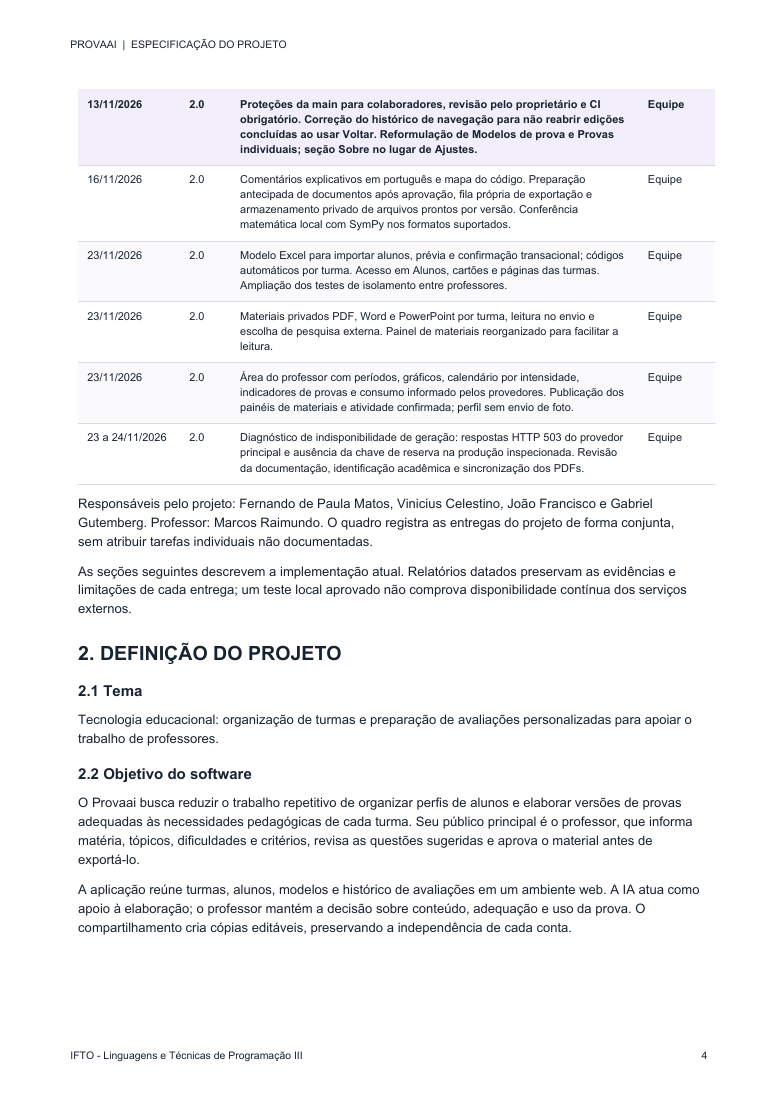 PROVAAI | ESPECIFICAÇÃO DO PROJETO
13/11/2026 2.0 Proteções da main para colaboradores, revisão pelo proprietário e CI Equipe
obrigatório. Correção do histórico de navegação para não reabrir edições
concluídas ao usar Voltar. Reformulação de Modelos de prova e Provas
individuais; seção Sobre no lugar de Ajustes.
16/11/2026 2.0 Comentários explicativos em português e mapa do código. Preparação Equipe
antecipada de documentos após aprovação, fila própria de exportação e
armazenamento privado de arquivos prontos por versão. Conferência
matemática local com SymPy nos formatos suportados.
23/11/2026 2.0 Modelo Excel para importar alunos, prévia e confirmação transacional; códigos Equipe
automáticos por turma. Acesso em Alunos, cartões e páginas das turmas.
Ampliação dos testes de isolamento entre professores.
23/11/2026 2.0 Materiais privados PDF, Word e PowerPoint por turma, leitura no envio e Equipe
escolha de pesquisa externa. Painel de materiais reorganizado para facilitar a
leitura.
23/11/2026 2.0 Área do professor com períodos, gráficos, calendário por intensidade, Equipe
indicadores de provas e consumo informado pelos provedores. Publicação dos
painéis de materiais e atividade confirmada; perfil sem envio de foto.
23 a 24/11/2026 2.0 Diagnóstico de indisponibilidade de geração: respostas HTTP 503 do provedor Equipe
principal e ausência da chave de reserva na produção inspecionada. Revisão
da documentação, identificação acadêmica e sincronização dos PDFs.
Responsáveis pelo projeto: Fernando de Paula Matos, Vinicius Celestino, João Francisco e Gabriel
Gutemberg. Professor: Marcos Raimundo. O quadro registra as entregas do projeto de forma conjunta,
sem atribuir tarefas individuais não documentadas.
As seções seguintes descrevem a implementação atual. Relatórios datados preservam as evidências e
limitações de cada entrega; um teste local aprovado não comprova disponibilidade contínua dos serviços
externos.
2. DEFINIÇÃO DO PROJETO
2.1 Tema
Tecnologia educacional: organização de turmas e preparação de avaliações personalizadas para apoiar o
trabalho de professores.
2.2 Objetivo do software
O Provaai busca reduzir o trabalho repetitivo de organizar perfis de alunos e elaborar versões de provas
adequadas às necessidades pedagógicas de cada turma. Seu público principal é o professor, que informa
matéria, tópicos, dificuldades e critérios, revisa as questões sugeridas e aprova o material antes de
exportá-lo.
A aplicação reúne turmas, alunos, modelos e histórico de avaliações em um ambiente web. A IA atua como
apoio à elaboração; o professor mantém a decisão sobre conteúdo, adequação e uso da prova. O
compartilhamento cria cópias editáveis, preservando a independência de cada conta.
IFTO - Linguagens e Técnicas de Programação III 4